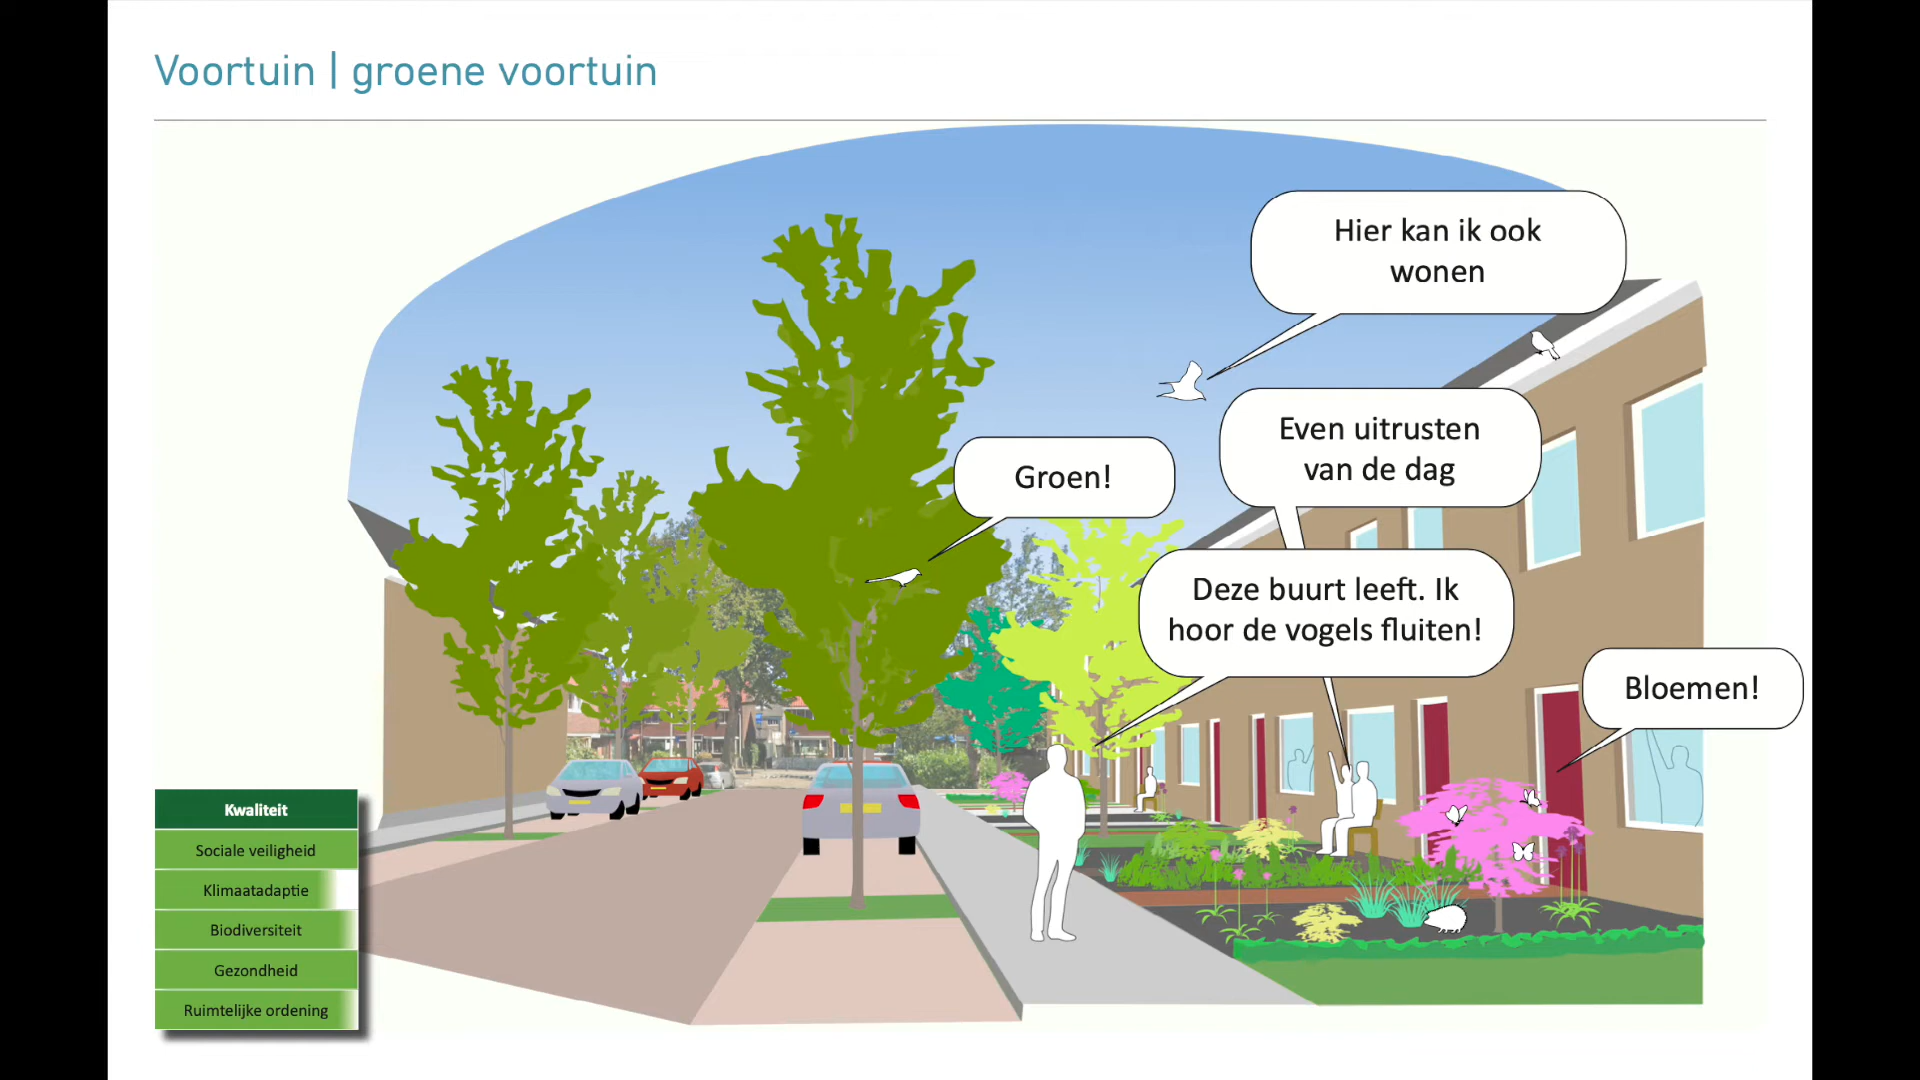 Voortuin | groene voortuin
Hier kan ik ook
wonen
Even uitrusten
van de dag
Groen!
Deze buurt leeft. Ik
hoor de vogels fluiten!
Bloemen!
Kwaliteit
Sociale veiligheid
Klimaatadaptie
Biodiversiteit
Gezondheid
Ruimtelijke ordening